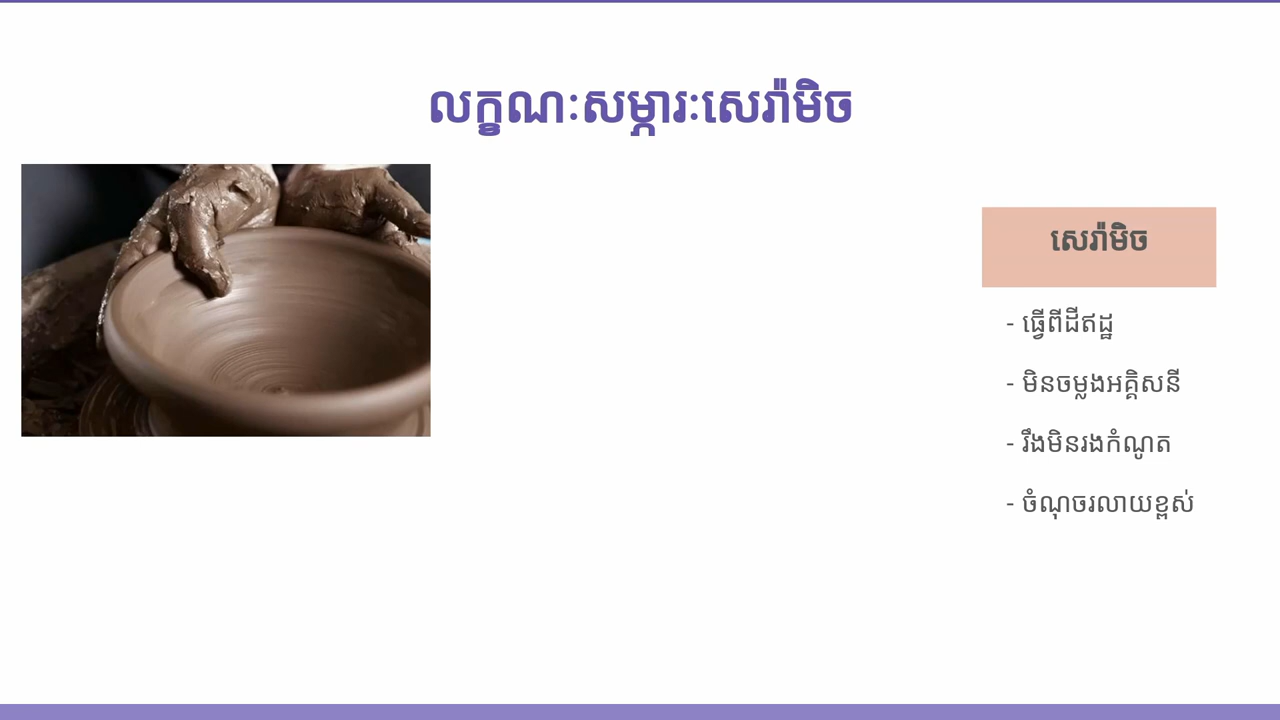 លក្ខណៈសម្ភារៈសេរ៉ាមិច
សេរ៉ាមិច
- ធ្វើពីដីឥដ្ឋ
- មិនចម្លងអគ្គិសនី
- រឹងមិនរងកំណូត
- ចំណុចរលាយខ្ពស់